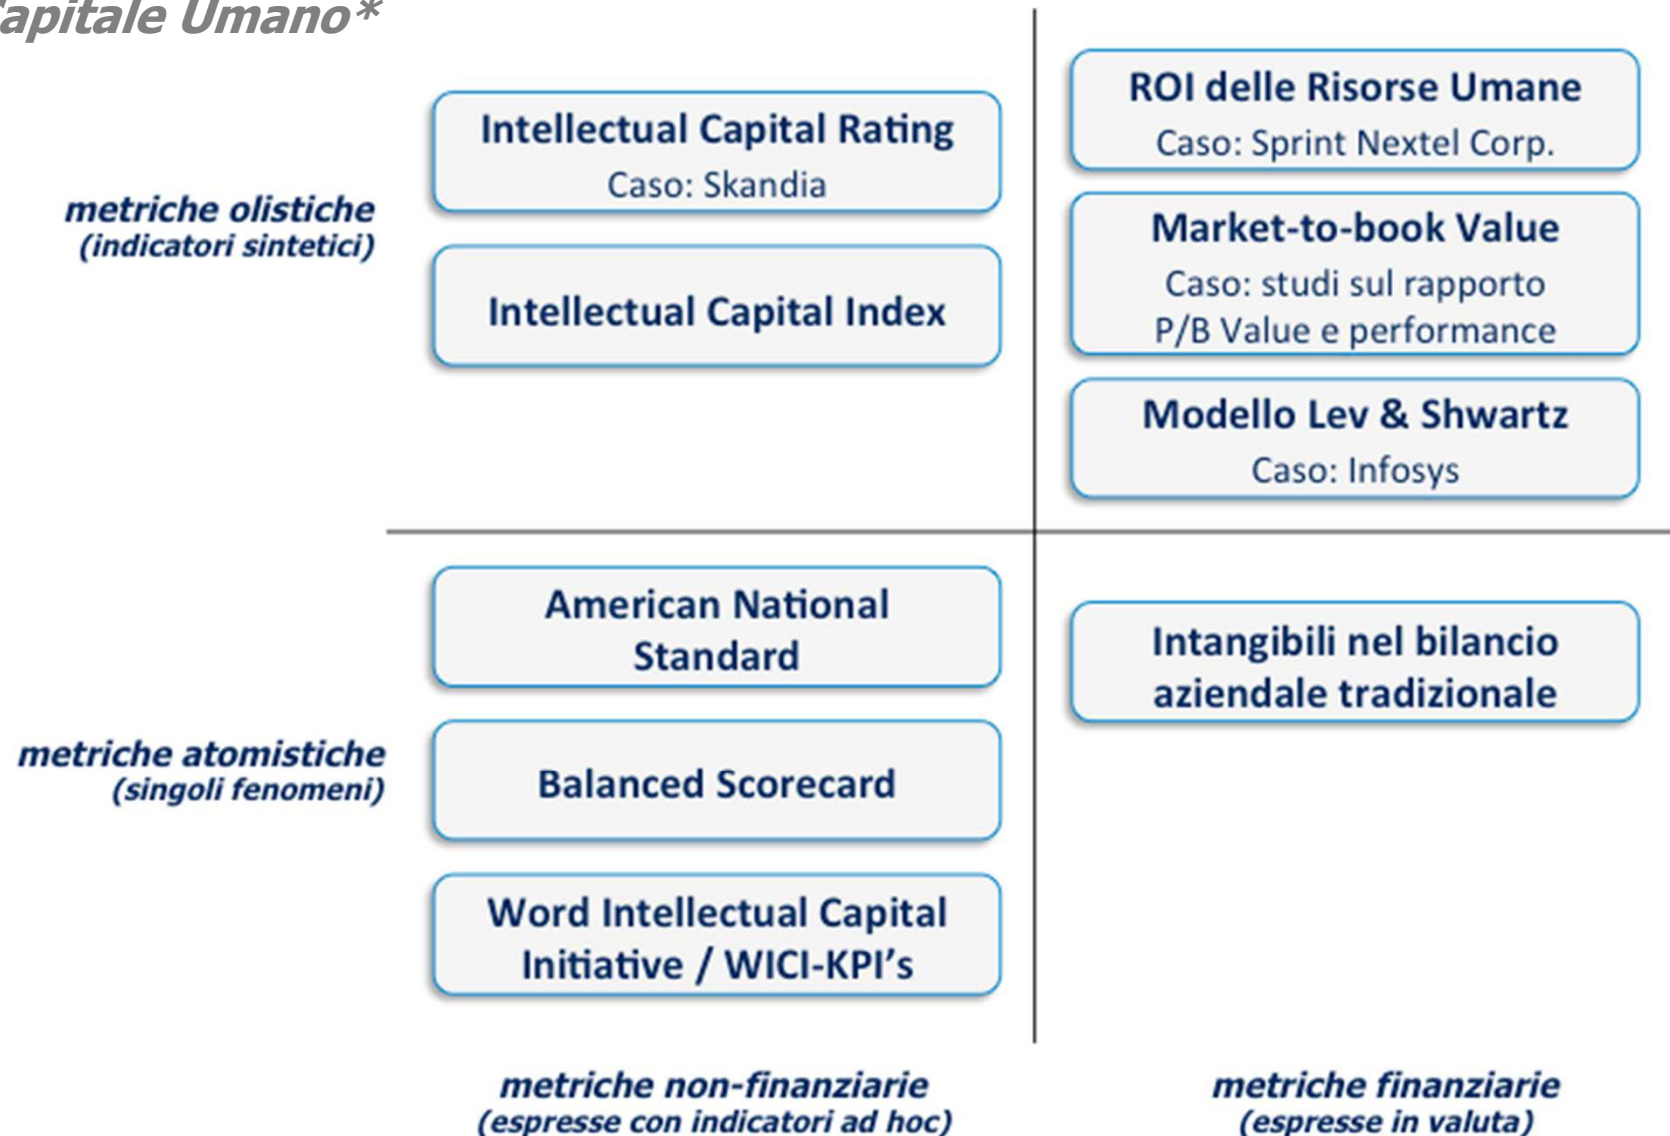 apitale Umano*
metriche olistiche
(indicatori sintetici)
Intellectual Capital Rating
Caso: Skandia
Intellectual Capital Index
ROI delle Risorse Umane
Caso: Sprint Nextel Corp.
Market-to-book Value
Caso: studi sul rapporto
P/B Value e performance
Modello Lev & Shwartz
Caso: Infosys
metriche atomistiche
(singoli fenomeni)
American National
Standard
Balanced Scorecard
Word Intellectual Capital
Initiative / WICI-KPI’s
Intangibili nel bilancio
aziendale tradizionale
metriche non-finanziarie
(espresse con indicatori ad hoc)
metriche finanziarie
(espresse in valuta)